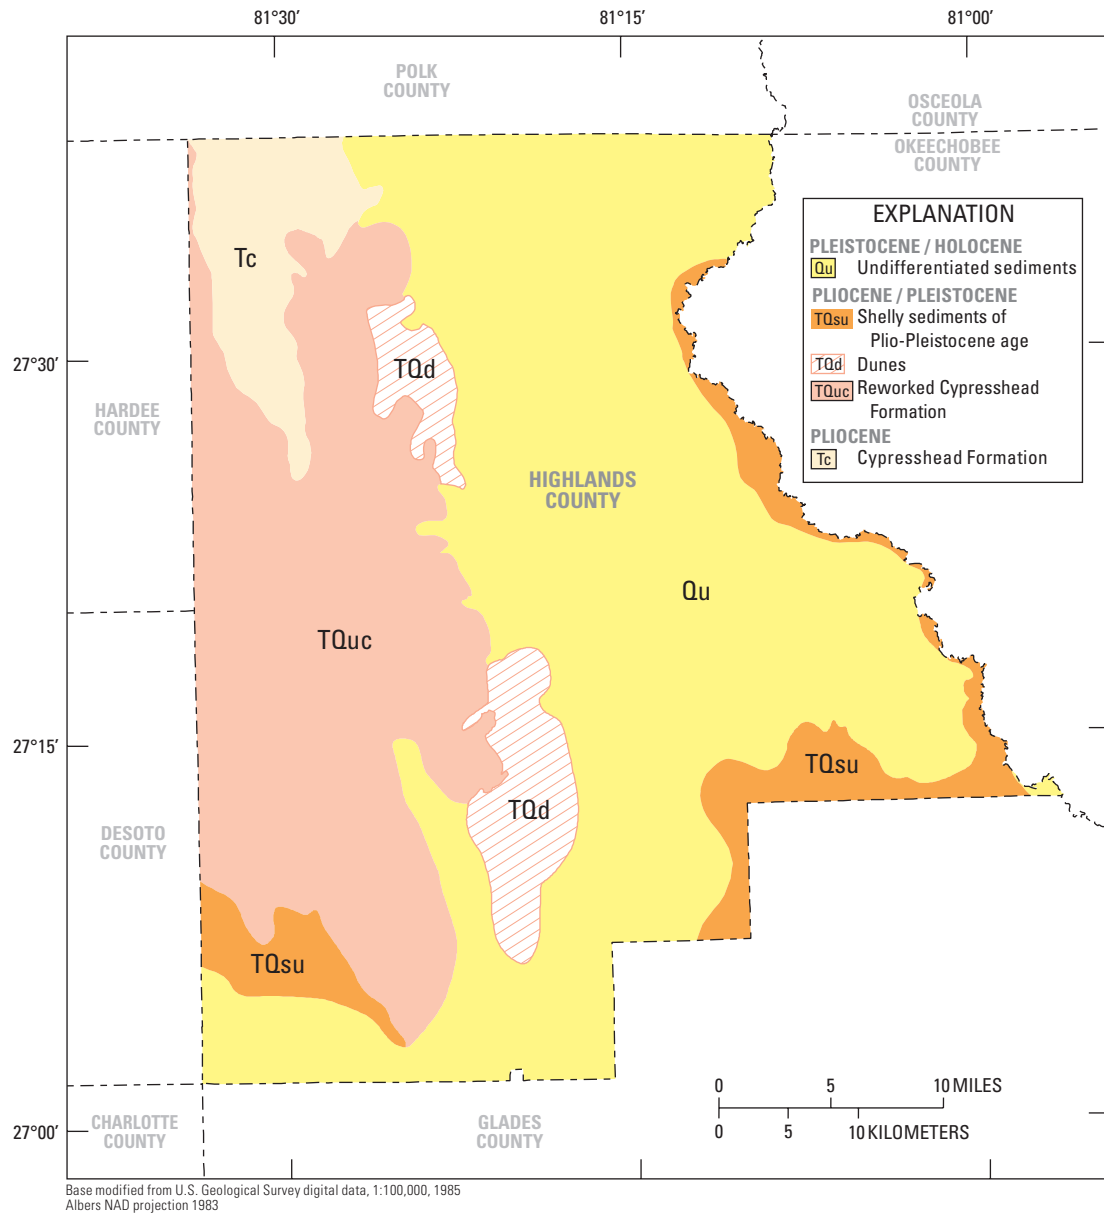 81°30′
81°15′
81°00′
POLK
COUNTY
OSCEOLA
COUNTY
OKEECHOBEE
COUNTY
EXPLANATION
PLEISTOCENE / HOLOCENE
Qu Undifferentiated sediments
PLIOCENE / PLEISTOCENE
TQsu Shelly sediments of
Plio-Pleistocene age
TQd Dunes
TQuc Reworked Cypresshead
Formation
PLIOCENE
Tc Cypresshead Formation
Tc
27°30′
TQd
HARDEE
COUNTY
HIGHLANDS
COUNTY
Qu
TQuc
27°15′
TQsu
TQd
DESOTO
COUNTY
TQsu
0 5 10 MILES
0 5 10 KILOMETERS
CHARLOTTE
COUNTY
GLADES
COUNTY
27°00′
Base modified from U.S. Geological Survey digital data, 1:100,000, 1985
Albers NAD projection 1983